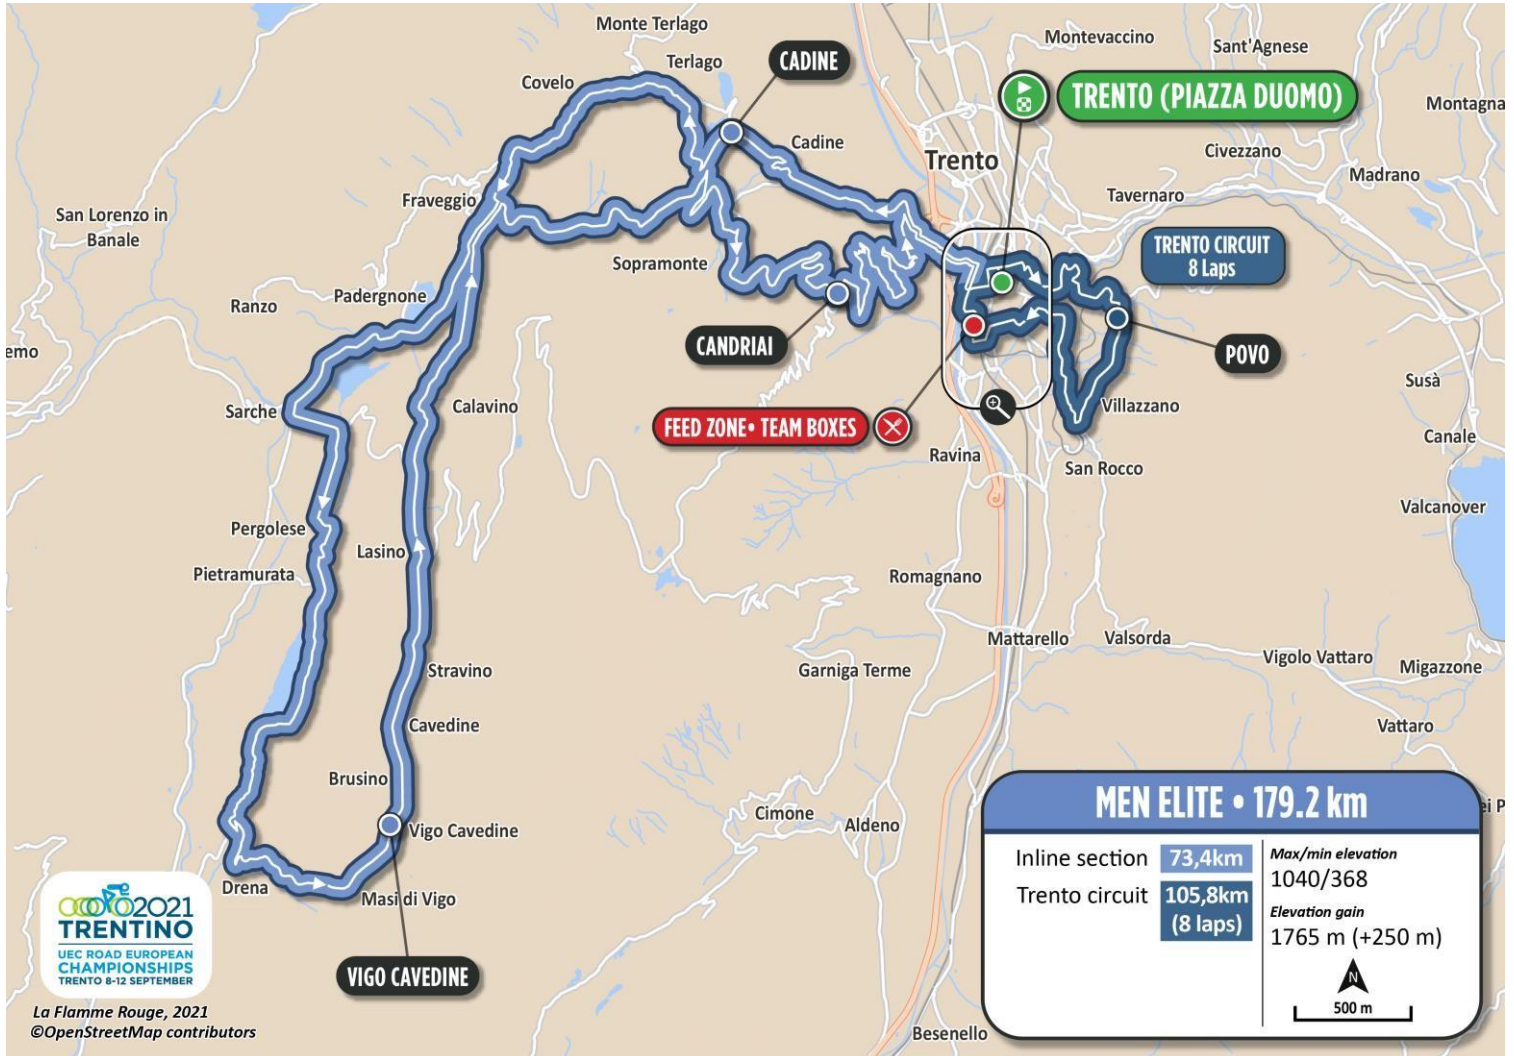 Monte Terlago
Terlago
Covelo
CADINE
Cadine
Montevaccino
Sant'Agnese
TRENTO (PIAZZA DUOMO)
Montagna
Trento
Civezzano
Madrano
Tavernaro
Fraveggio
San Lorenzo in
Banale
Sopramonte
TRENTO CIRCUIT
8 Laps
Ranzo
Padergnone
emo
CANDRIAI
POVO
Susà
Sarche
Calavino
Villazzano
FEED ZONE• TEAM BOXES
Canale
Ravina
San Rocco
Valcanover
Pergolese
Lasino
Pietramurata
Romagnano
Mattarello
Valsorda
Vigolo Vattaro
Migazzone
Stravino
Garniga Terme
Cavedine
Vattaro
Brusino
Vigo Cavedine
Cimone
Aldeno
ei P
Drena
Masi di Vigo
VIGO CAVEDINE
Besenello
MEN ELITE • 179.2 km
Inline section 73,4km
Trento circuit 105,8km
(8 laps)
Max/min elevation
1040/368
Elevation gain
1765 m (+250 m)
N
500 m
2021
TRENTINO
UEC ROAD EUROPEAN
CHAMPIONSHIPS
TRENTO 8-12 SEPTEMBER
La Flamme Rouge, 2021
©OpenStreetMap contributors